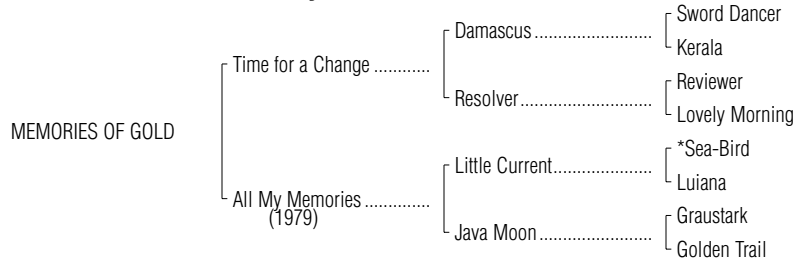 Sword Dancer
Damascus
Kerala
Time for a Change
Reviewer
Resolver
Lovely Morning
MEMORIES OF GOLD
*Sea-Bird
Little Current
Luiana
All My Memories
(1979)
Graustark
Java Moon
Golden Trail